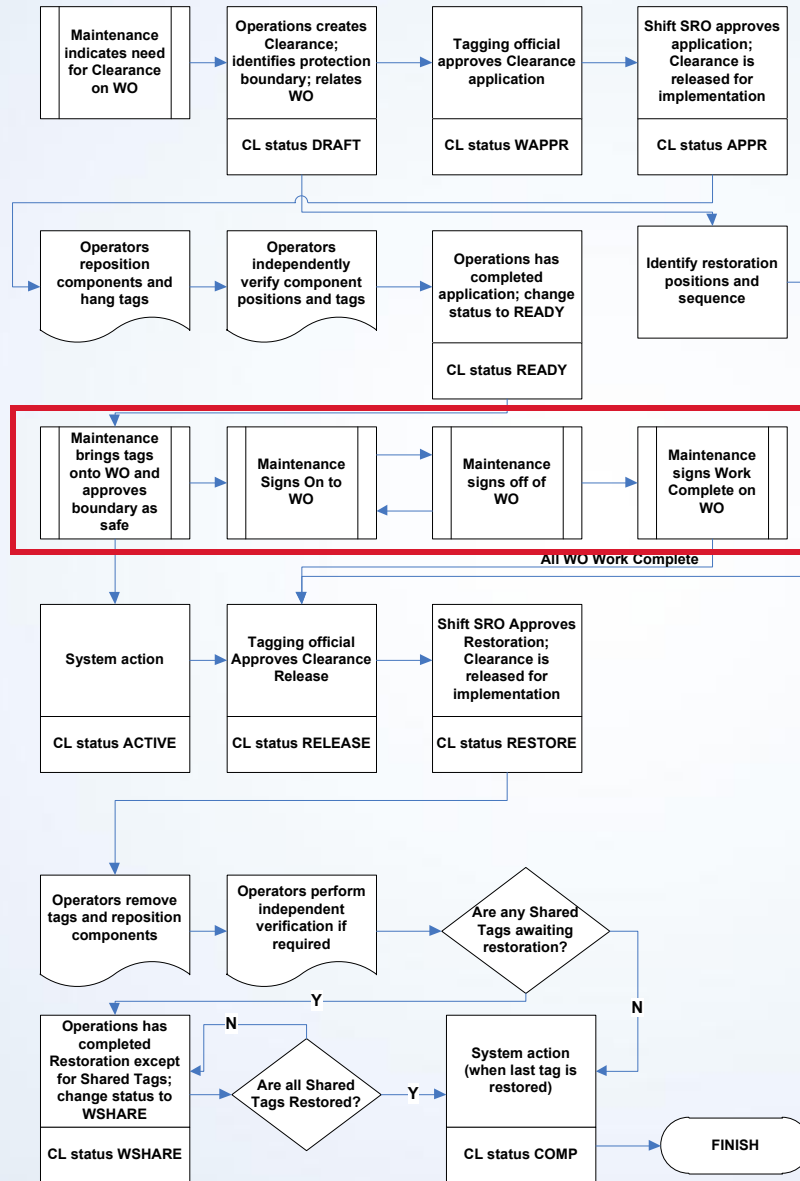 Maintenance
indicates need
for Clearance
on WO
Operations creates
Clearance;
identifies protection
boundary; relates
WO
CL status DRAFT
Tagging official
approves Clearance
application
CL status WAPPR
Shift SRO approves
application;
Clearance is
released for
implementation
CL status APPR
Operators
reposition
components and
hang tags
Operators
independently
verify component
positions and tags
Operations has
completed
application; change
status to READY
CL status READY
Identify restoration
positions and
sequence
Maintenance
brings tags
onto WO and
approves
boundary as
safe
Maintenance
Signs On to
WO
Maintenance
signs off of
WO
Maintenance
signs Work
Complete on
WO
All WO Work Complete
System action
CL status ACTIVE
Tagging official
Approves Clearance
Release
CL status RELEASE
Shift SRO Approves
Restoration;
Clearance is
released for
implementation
CL status RESTORE
Operators remove
tags and reposition
components
Operators perform
independent
verification if
required
Are any Shared
Tags awaiting
restoration?
Y
N
Operations has
completed
Restoration except
for Shared Tags;
change status to
WSHARE
CL status WSHARE
N
Are all Shared
Tags Restored?
Y
System action
(when last tag is
restored)
CL status COMP
FINISH